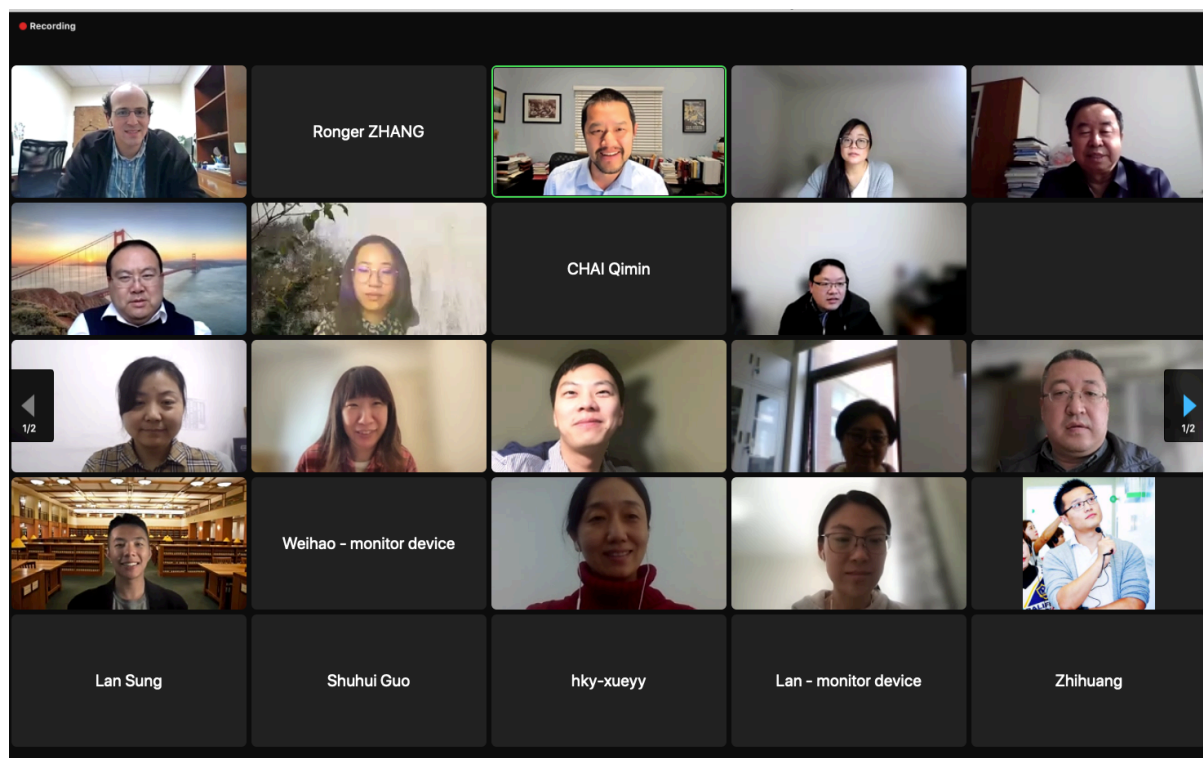 Recording
Ronger ZHANG
CHAI Qimin
1/2
1/2
Weihao - monitor device
Lan Sung
Shuhui Guo
hky-xueyy
Lan - monitor device
Zhihuang